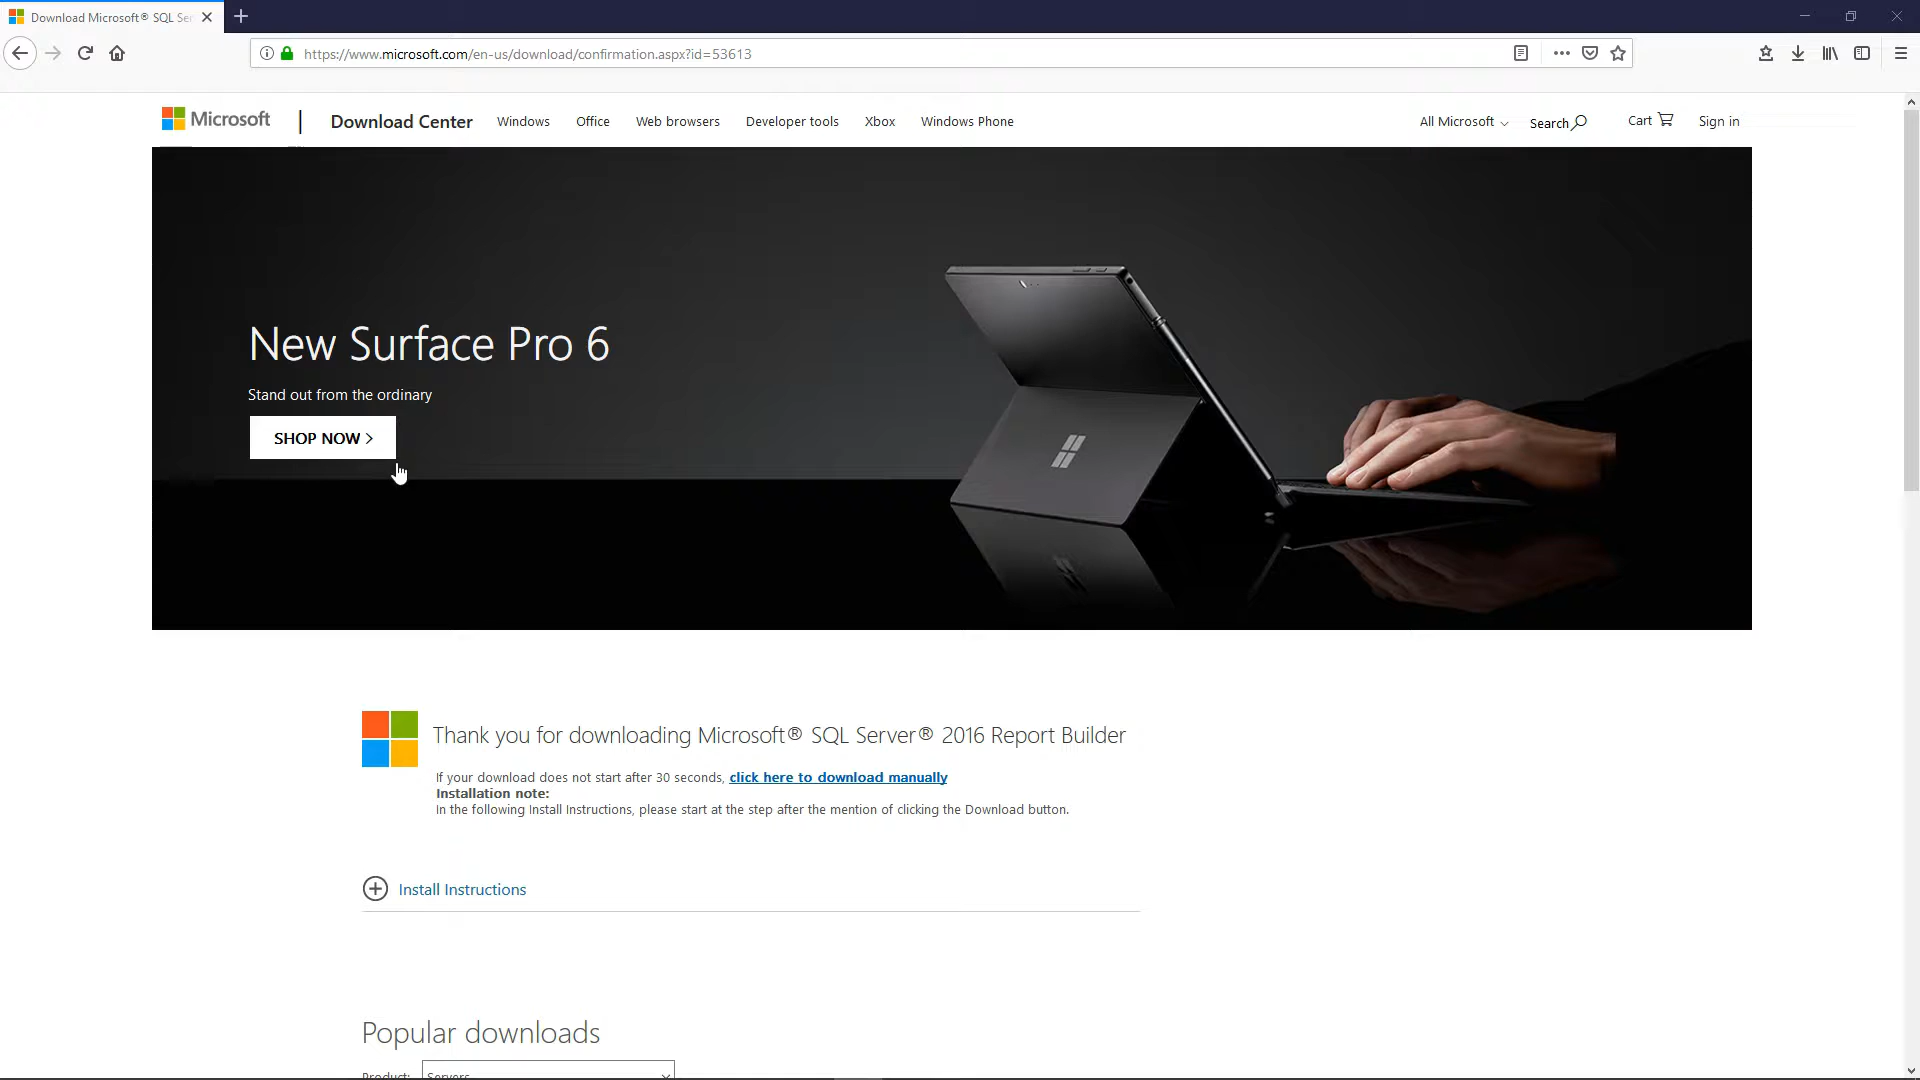 Download Microsoft® SQL Ser
https://www.microsoft.com/en-us/download/confirmation.aspx?id=53613
Microsoft
Download Center Windows Office Web browsers Developer tools Xbox Windows Phone All Microsoft Search Cart Sign in
New Surface Pro 6
Stand out from the ordinary
SHOP NOW >
Thank you for downloading Microsoft® SQL Server® 2016 Report Builder
If your download does not start after 30 seconds, click here to download manually
Installation note:
In the following Install Instructions, please start at the step after the mention of clicking the Download button.
Install Instructions
Popular downloads
Product: Servers